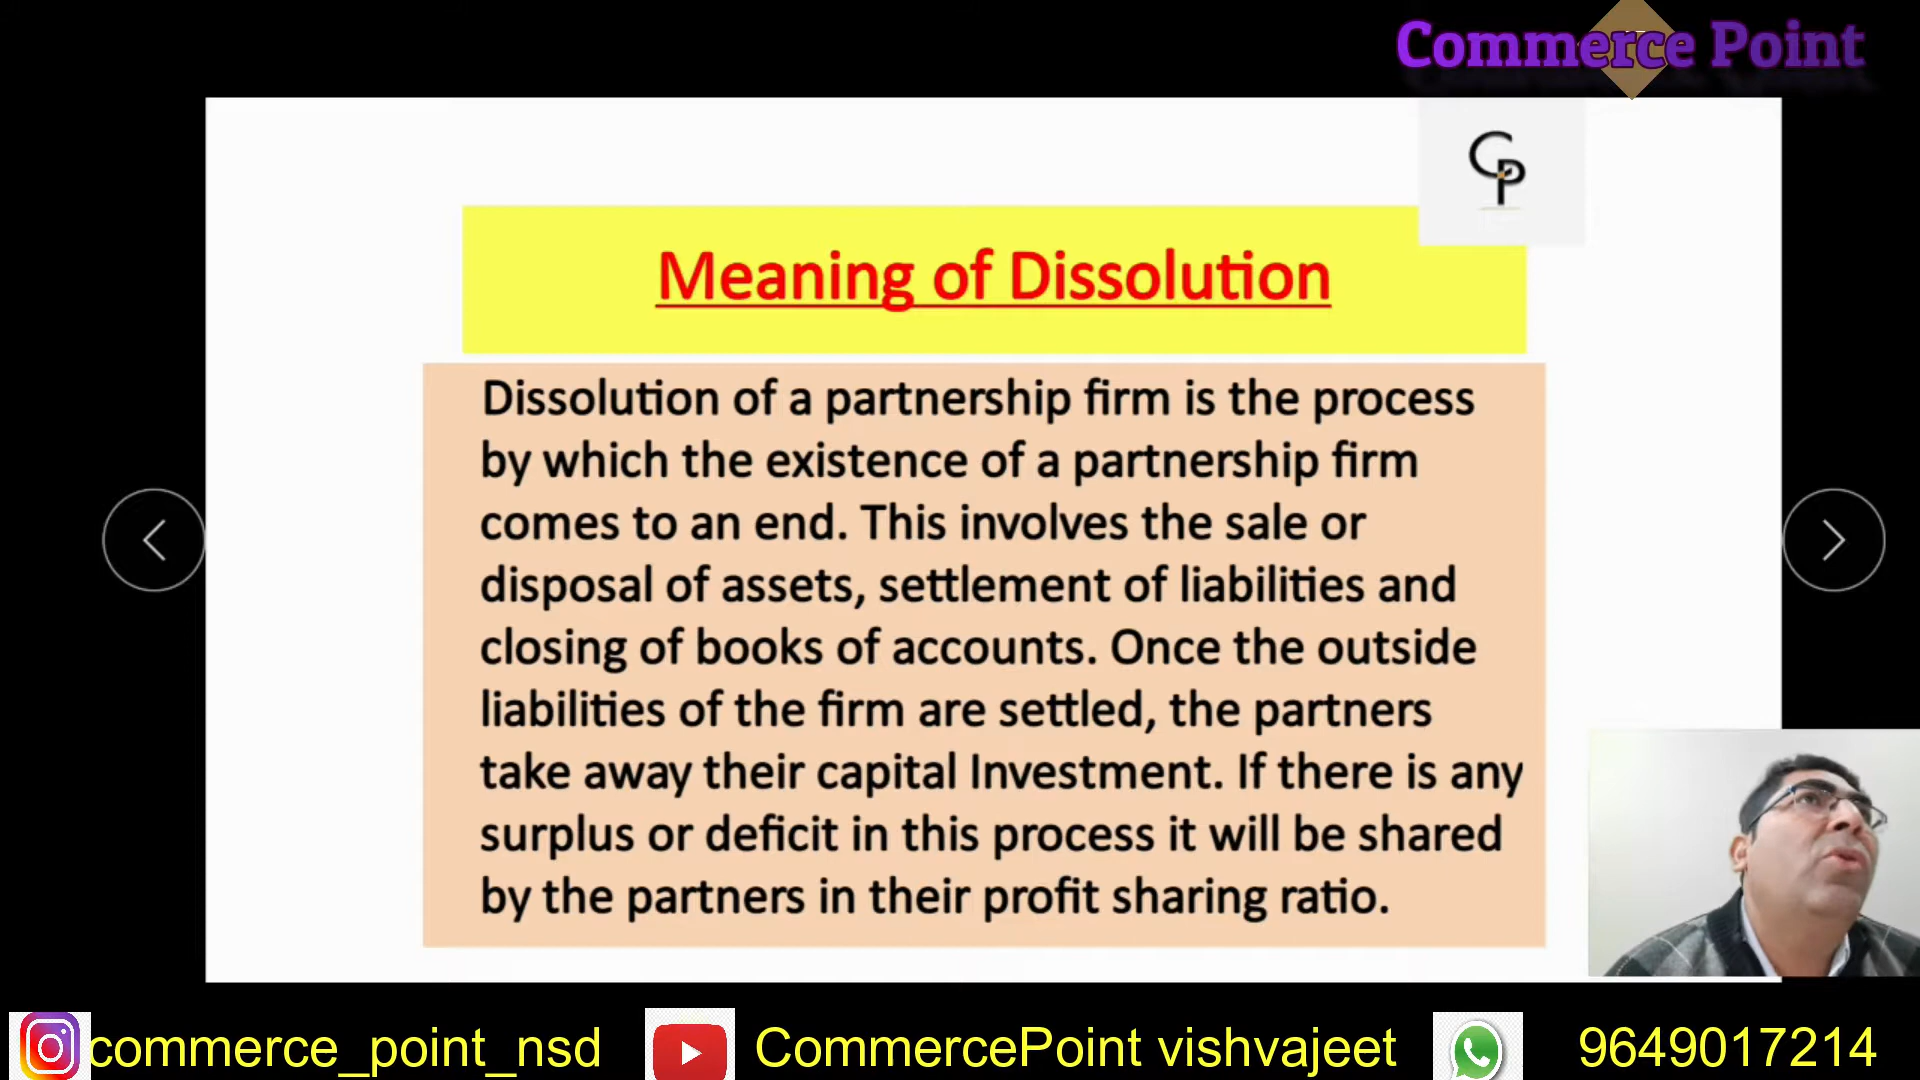 Commerce Point
CP
Meaning of Dissolution
Dissolution of a partnership firm is the process
by which the existence of a partnership firm
comes to an end. This involves the sale or
disposal of assets, settlement of liabilities and
closing of books of accounts. Once the outside
liabilities of the firm are settled, the partners
take away their capital Investment. If there is any
surplus or deficit in this process it will be shared
by the partners in their profit sharing ratio.
commerce_point_nsd CommercePoint vishvajeet 9649017214